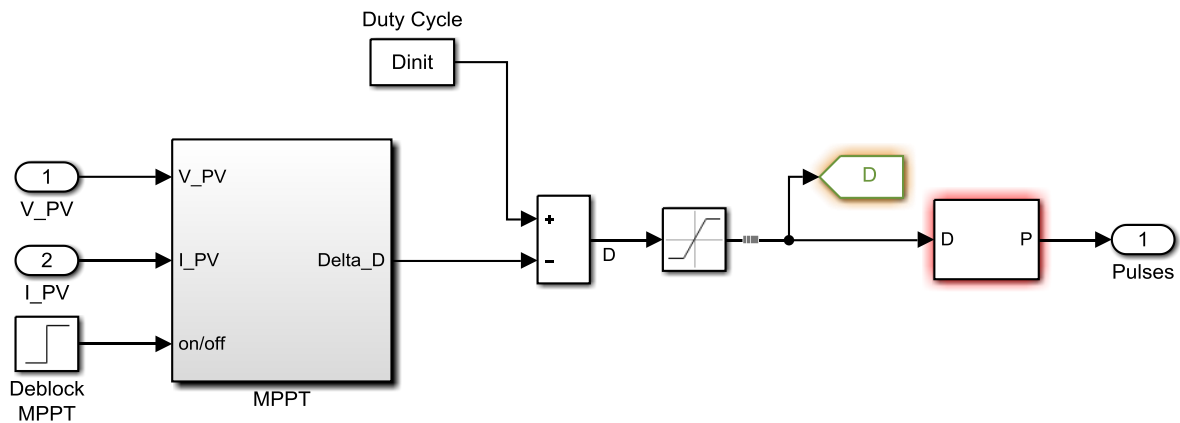 Duty Cycle
Dinit
1
V_PV
V_PV
2
I_PV
I_PV
Delta_D
on/off
Deblock
MPPT
MPPT
+
−
D
D
D
P
1
Pulses